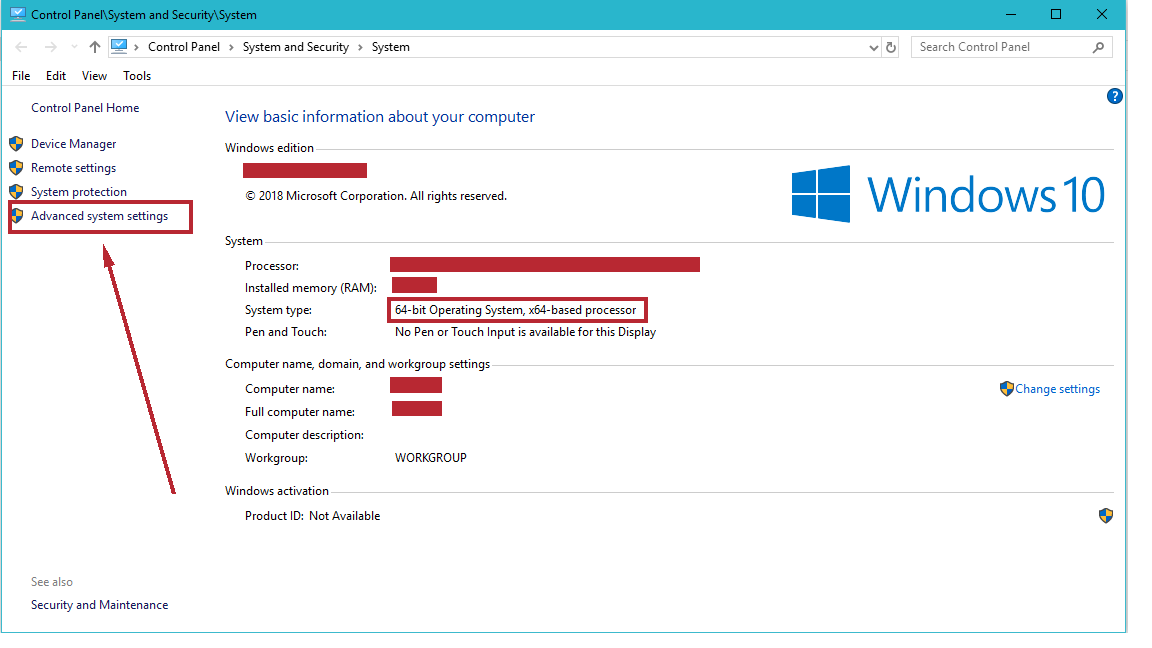 Control Panel\System and Security\System
Control Panel > System and Security > System
Search Control Panel
File Edit View Tools
Control Panel Home
Device Manager
Remote settings
System protection
Advanced system settings
See also
Security and Maintenance
?
View basic information about your computer
Windows edition
© 2018 Microsoft Corporation. All rights reserved.
Windows 10
System
Processor:
Installed memory (RAM):
System type: 64-bit Operating System, x64-based processor
Pen and Touch: No Pen or Touch Input is available for this Display
Computer name, domain, and workgroup settings
Computer name:
Change settings
Full computer name:
Computer description:
Workgroup: WORKGROUP
Windows activation
Product ID: Not Available